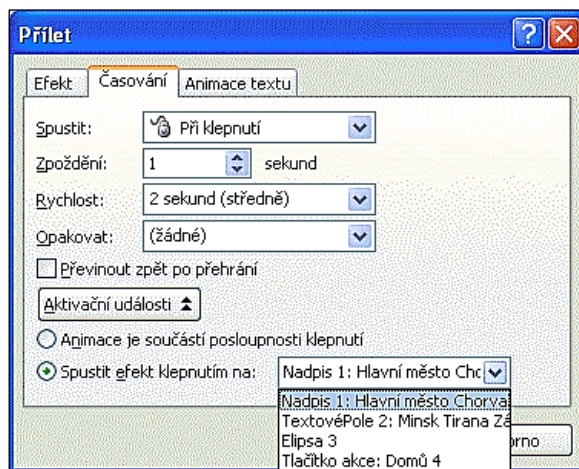 Přílet
Efekt Časování Animace textu
Spustit: Při klepnutí
Zpoždění: 1 sekund
Rychlost: 2 sekund (středně)
Opakovat: (žádné)
Převinout zpět po přehrání
Aktivační události
Animace je součástí posloupnosti klepnutí
Spustit efekt klepnutím na: Nadpis 1: Hlavní město Chc
Nadpis 1: Hlavní město Chorva
TextovéPole 2: Minsk Tirana Zá
Elipsa 3
orno
Tlačítko akce: Domů 4